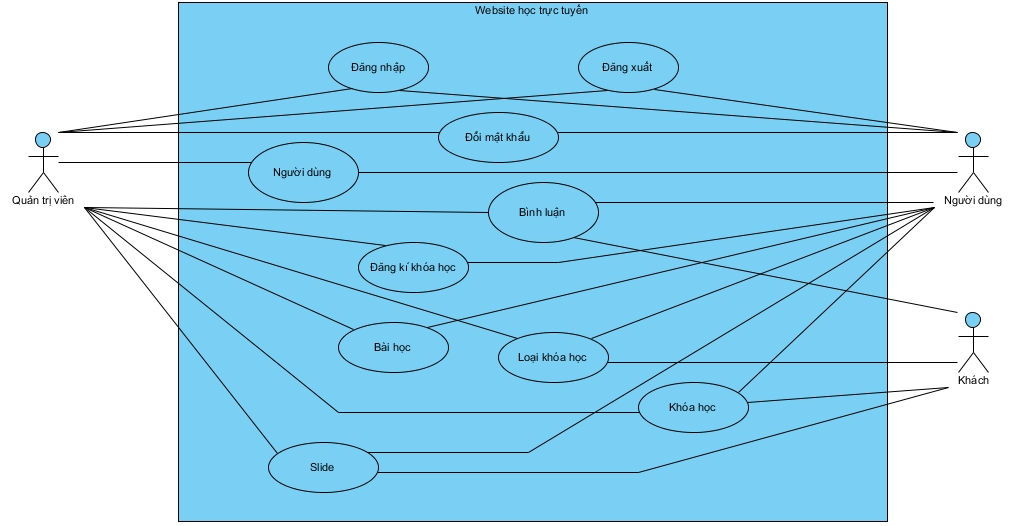 Website học trực tuyến
Đăng nhập
Đăng xuất
Đổi mật khẩu
Người dùng
Quản trị viên
Người dùng
Bình luận
Đăng kí khóa học
Bài học
Loại khóa học
Khách
Khóa học
Slide